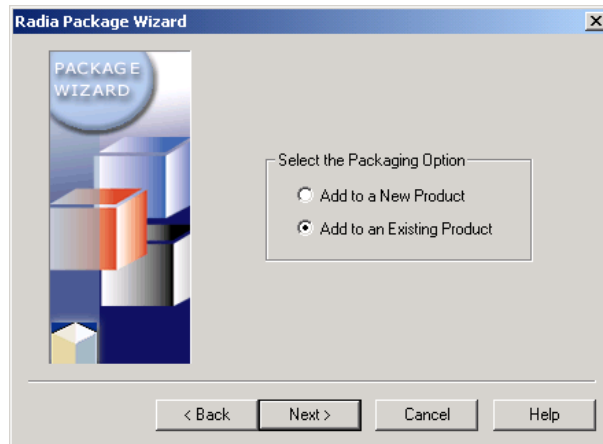 Radia Package Wizard
PACKAGE
WIZARD
Select the Packaging Option
Add to a New Product
Add to an Existing Product
< Back
Next >
Cancel
Help